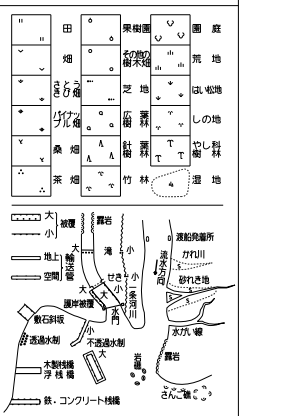 田
果樹園
園庭
畑
その他の樹木畑
荒地
さとうきび畑
芝地
はい松地
パイナップル畑
広葉樹林
しの地
桑畑
針葉樹林
やし科樹林
茶畑
竹林
湿地
大
小
被覆
地上
空間
輸送管
露岩
大
滝
小
せき
小
大
大
護岸被覆
水門
一条河川
渡船発着所
流水方向
かれ川
砂れき地
水がい線
敷石斜坂
透過水制
小
不透過水制
大
木製桟橋
浮桟橋
鉄・コンクリート桟橋
岩礁
露岩
さんご礁